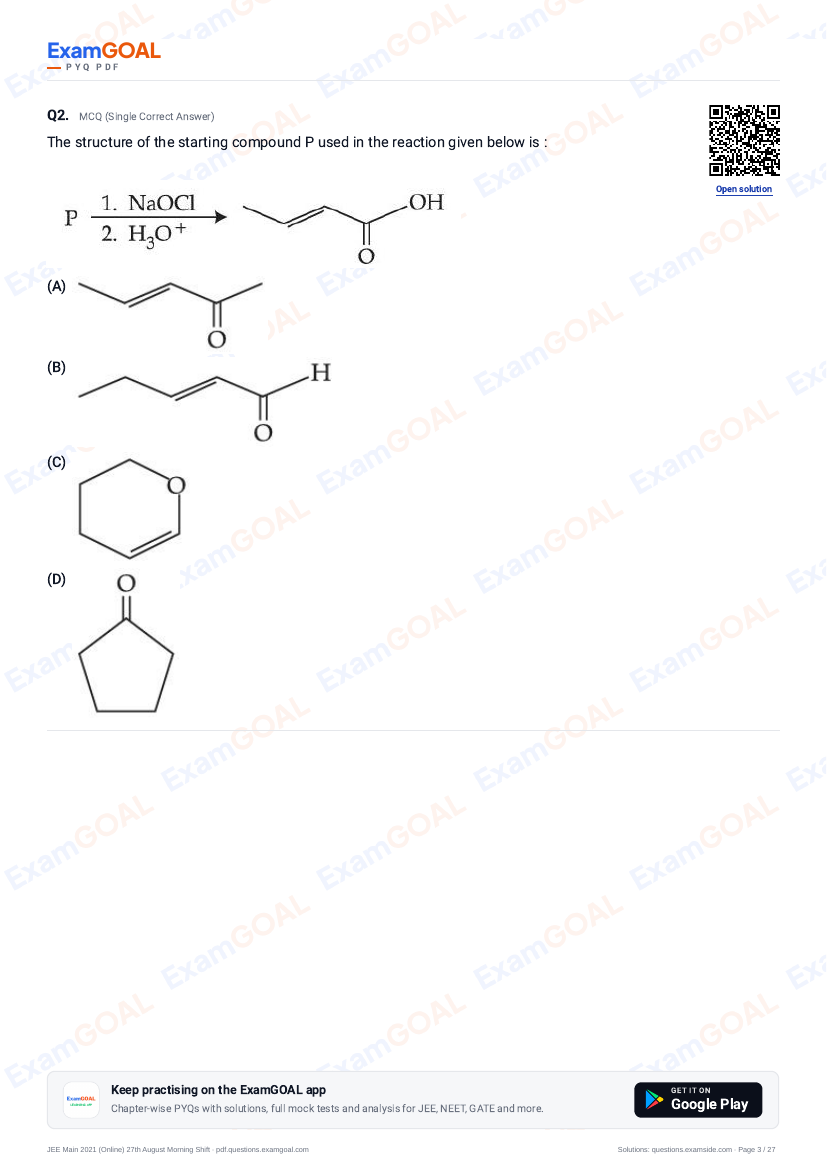 ExamGOAL
PYQ PDF
Q2. MCQ (Single Correct Answer)
The structure of the starting compound P used in the reaction given below is :
Open solution
P 1. NaOCl
2. H₃O⁺
OH
O
(A)
O
(B)
H
O
(C)
O
(D)
O
Keep practising on the ExamGOAL app
Chapter-wise PYQs with solutions, full mock tests and analysis for JEE, NEET, GATE and more.
GET IT ON
Google Play
JEE Main 2021 (Online) 27th August Morning Shift · pdf.questions.examgoal.com
Solutions: questions.examside.com · Page 3 / 27